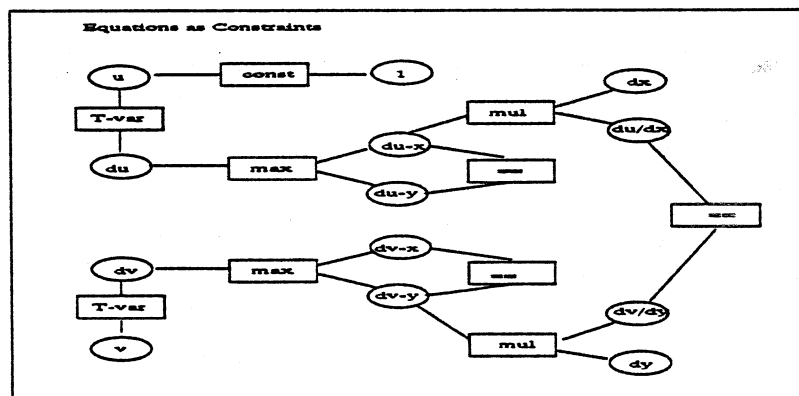 Equations as Constraints
u const 1 dx
T-var mul
du/dx
du max du-x ==
du-y
==
dv max dv-x ==
dv-y
T-var dv/dy
v mul
dy